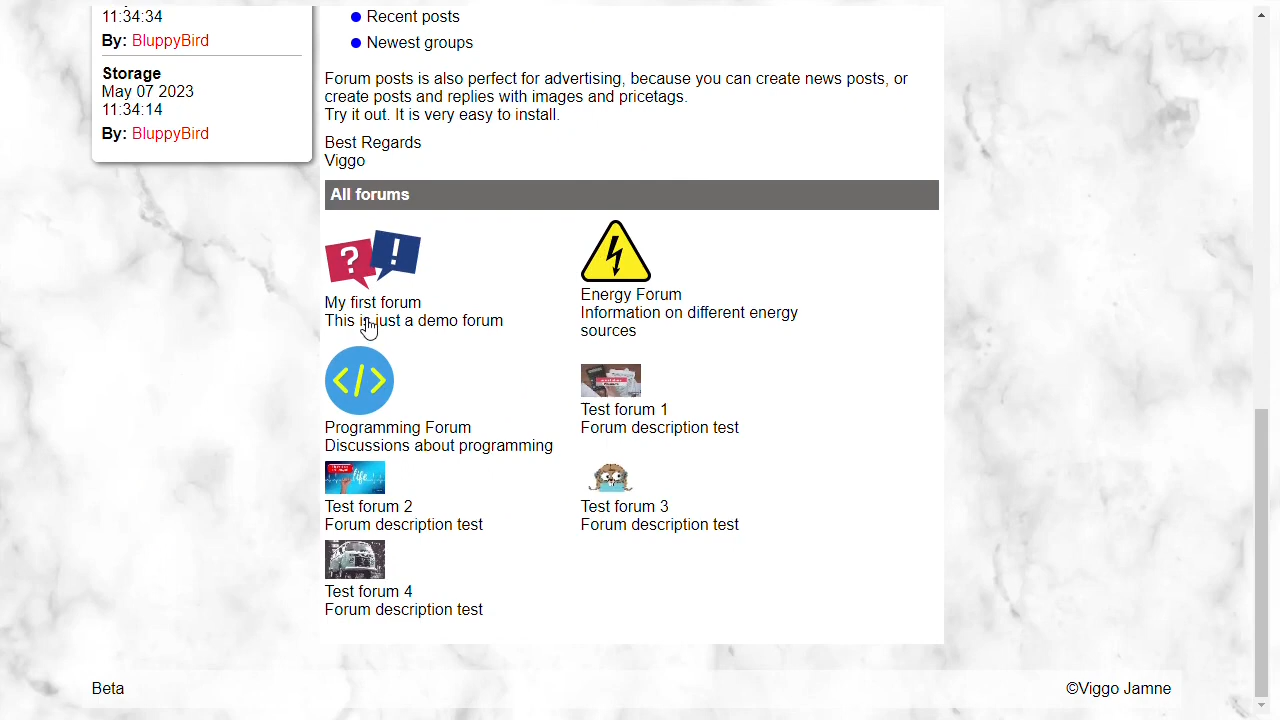 11:34:34
By: BluppyBird
Storage
May 07 2023
11:34:14
By: BluppyBird
Recent posts
Newest groups
Forum posts is also perfect for advertising, because you can create news posts, or
create posts and replies with images and pricetags.
Try it out. It is very easy to install.
Best Regards
Viggo
All forums
My first forum
This is just a demo forum
Energy Forum
Information on different energy
sources
Programming Forum
Discussions about programming
Test forum 1
Forum description test
life
Test forum 2
Forum description test
Test forum 3
Forum description test
Test forum 4
Forum description test
Beta
©Viggo Jamne